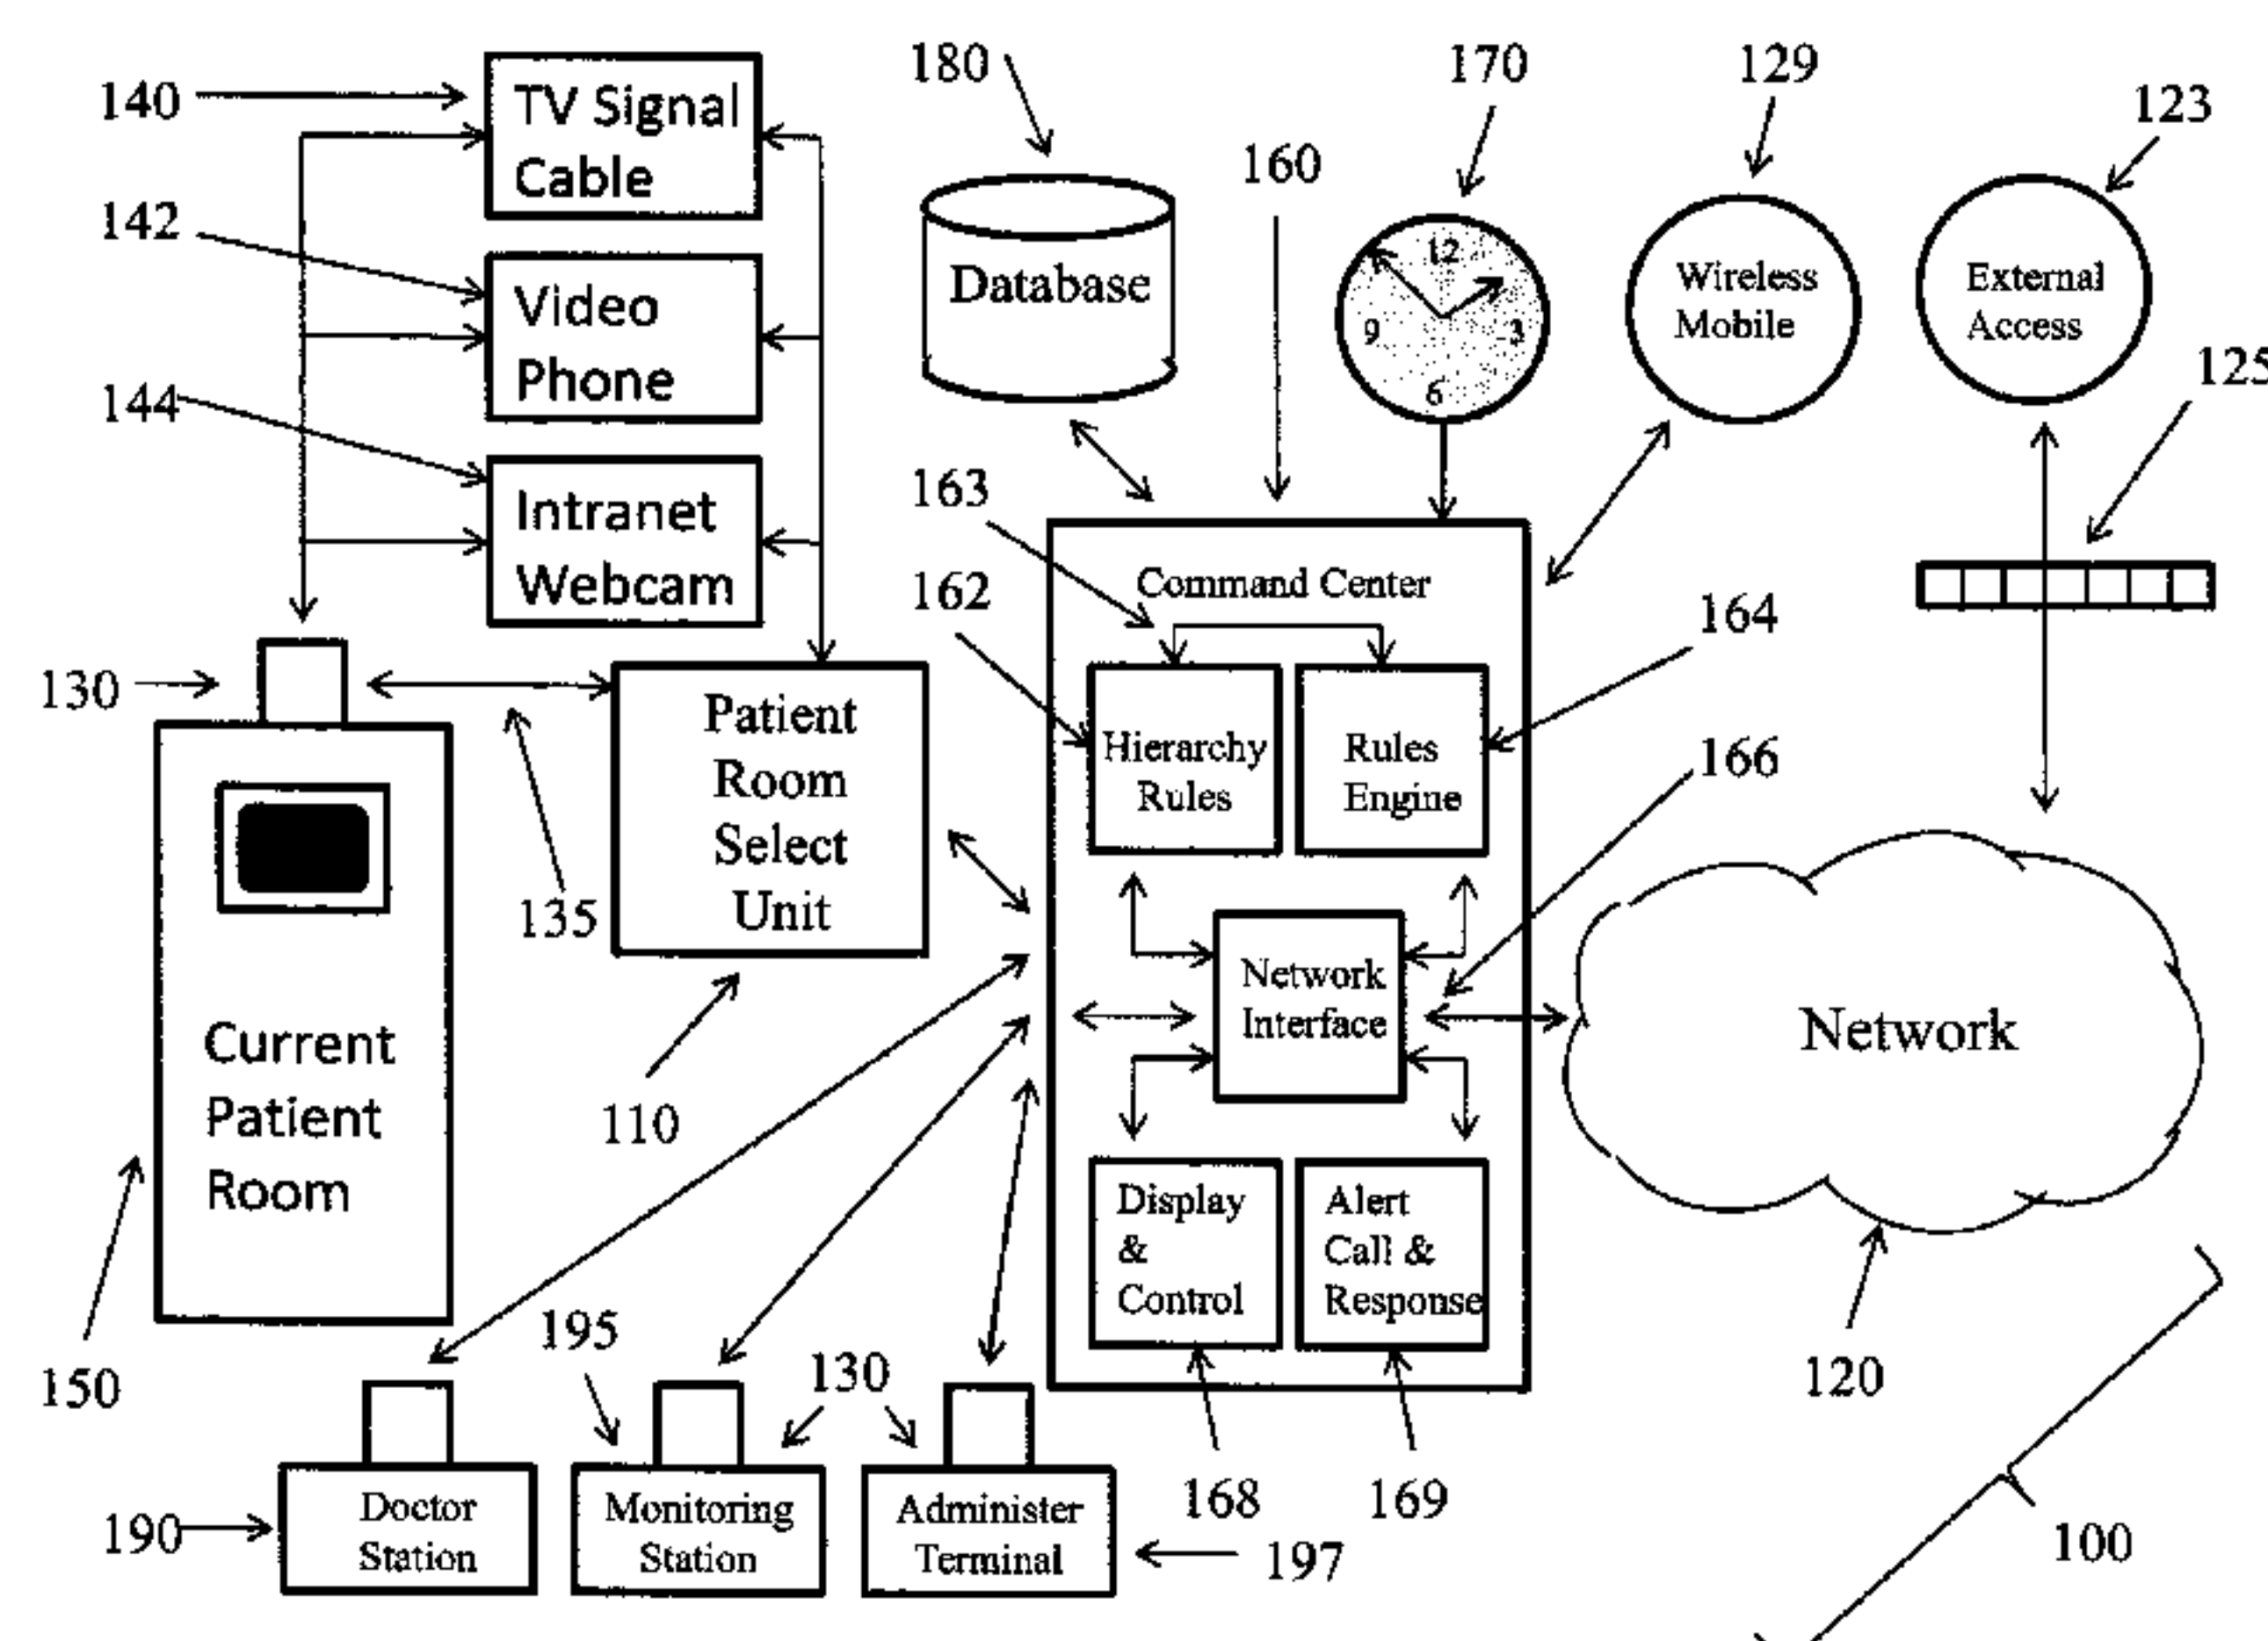 140
TV Signal
Cable
142
Video
Phone
144
Intranet
Webcam
180
Database
160
170
12
9
3
6
129
Wireless
Mobile
123
External
Access
125
163
162
Command Center
164
130
Patient
Room
Select
Unit
Hierarchy
Rules
Rules
Engine
166
135
110
Current
Patient
Room
150
Network
Interface
Network
120
Display
&
Control
Alert
Call &
Response
195
130
168
169
190
Doctor
Station
Monitoring
Station
Administer
Terminal
197
100